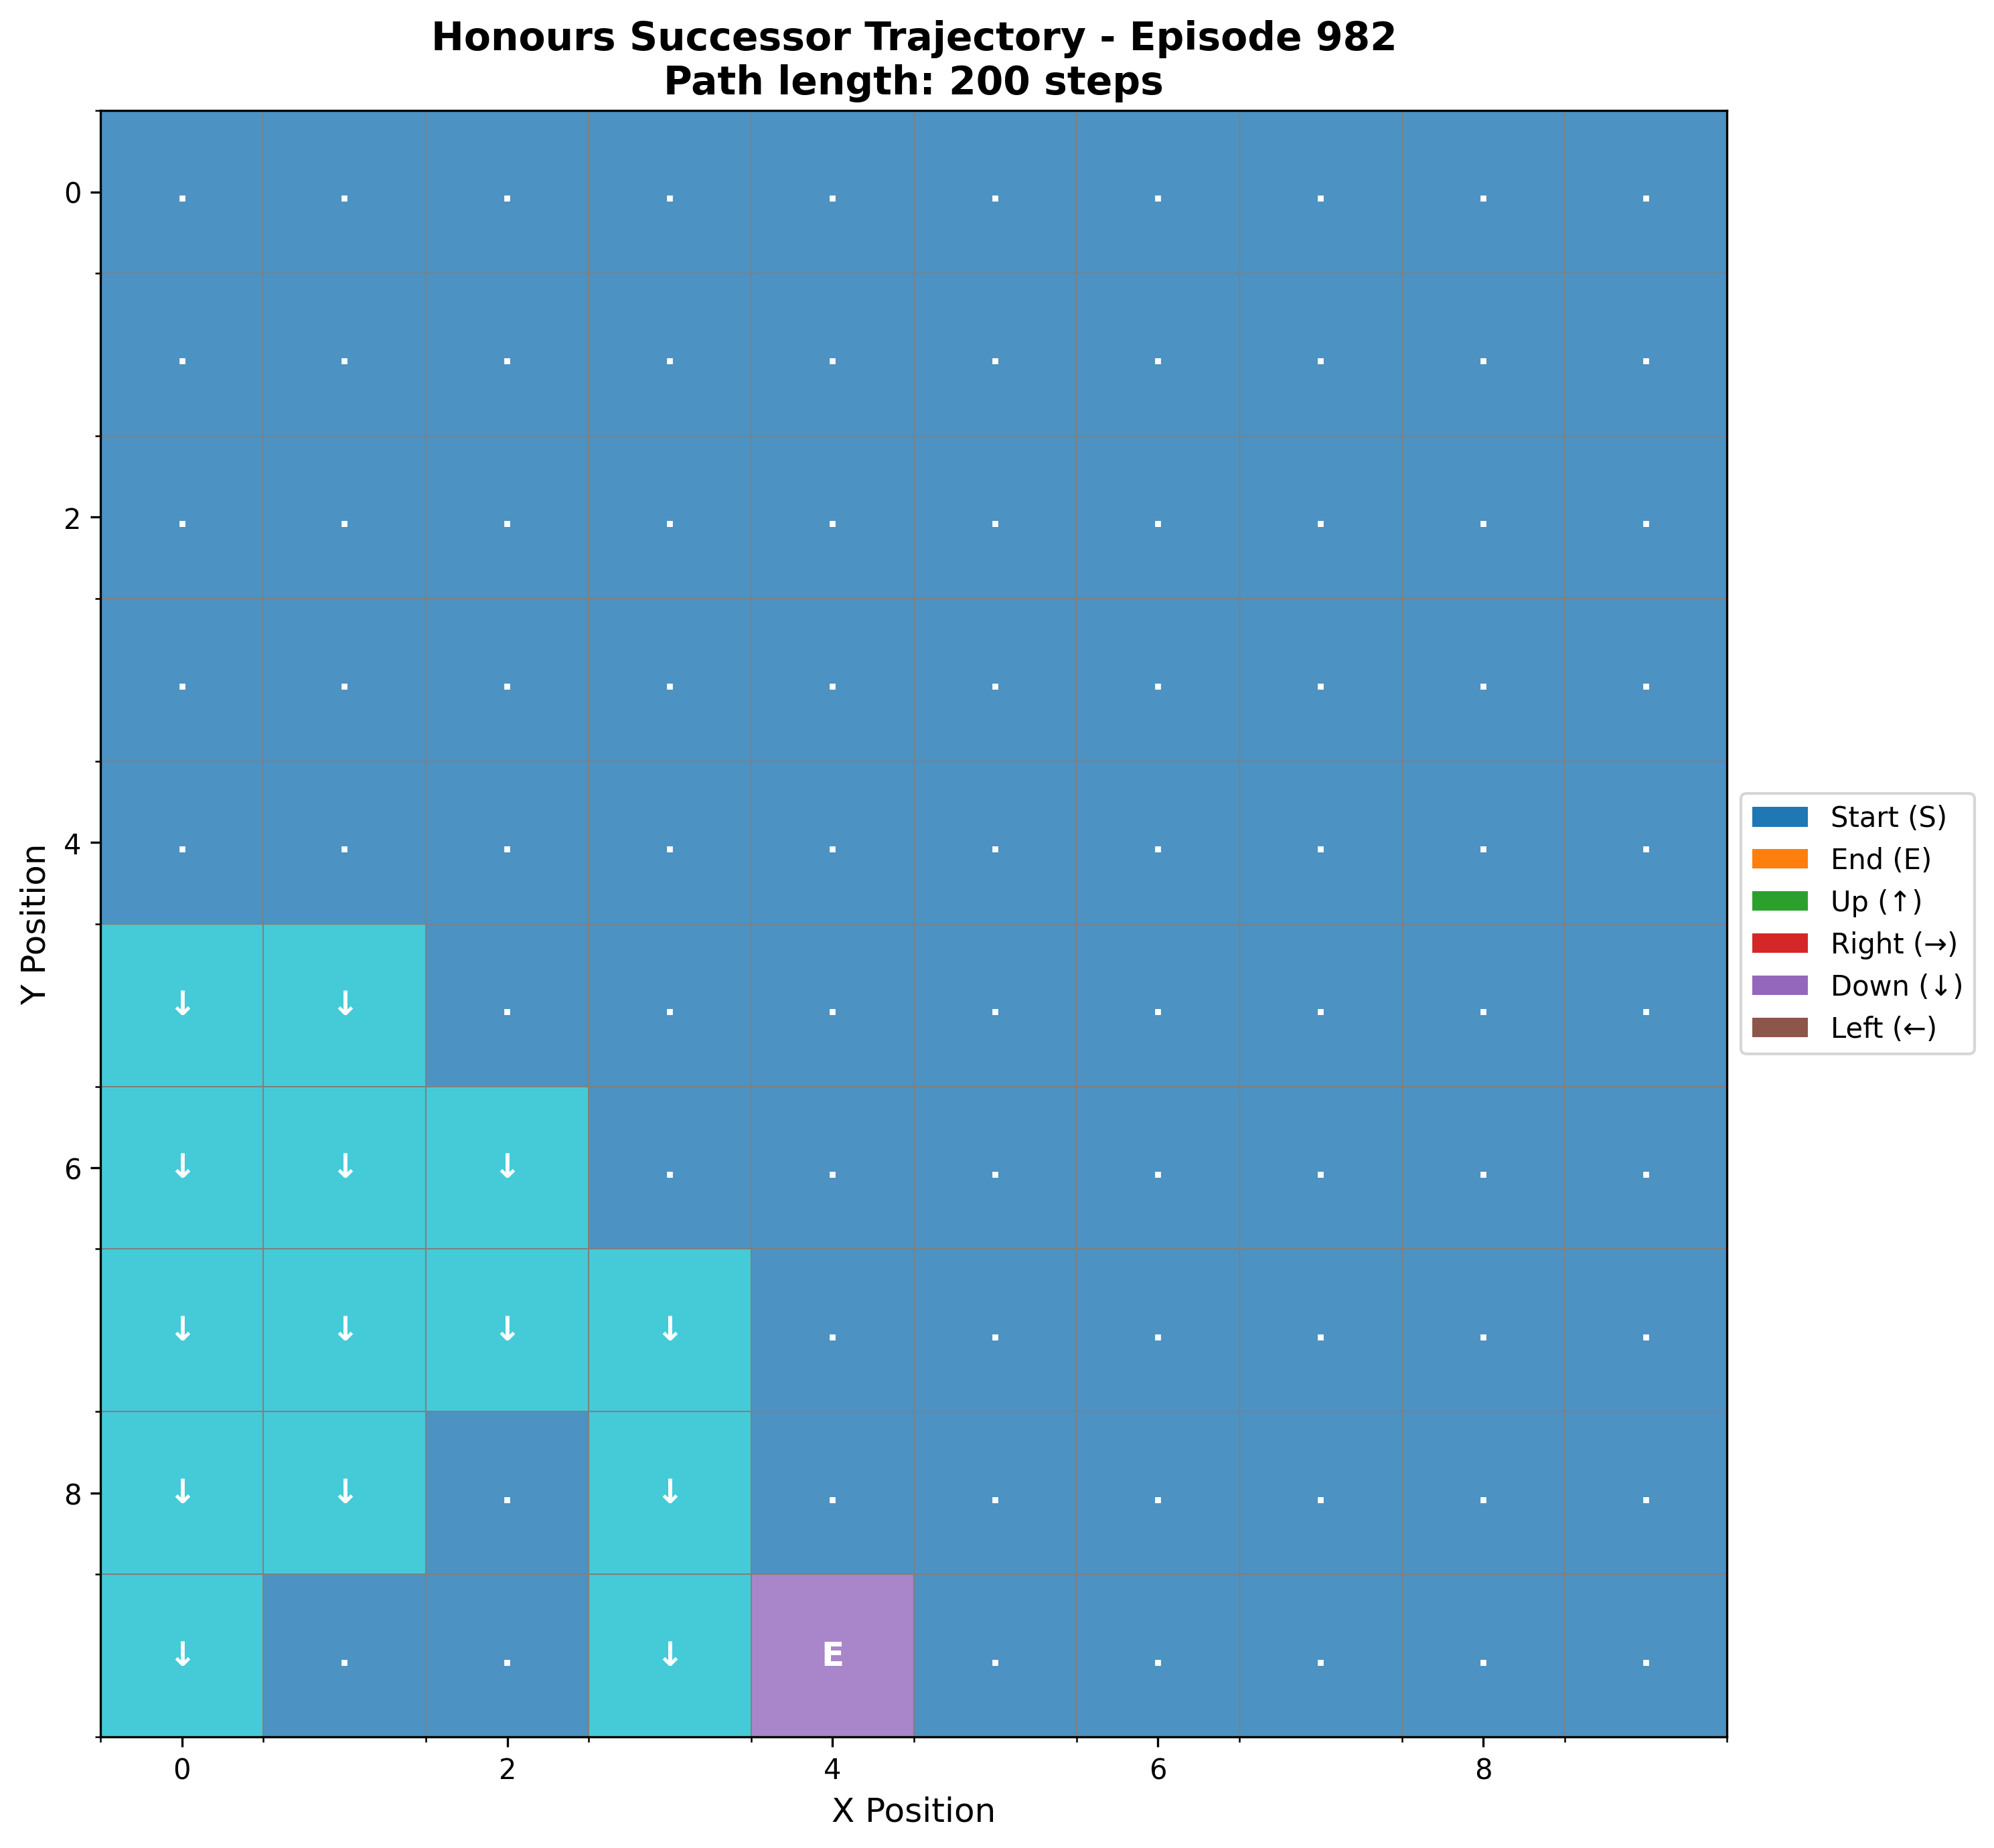 Honours Successor Trajectory - Episode 982
Path length: 200 steps
0 . . . . . . . . . .
. . . . . . . . . .
2 . . . . . . . . . .
. . . . . . . . . .
4 . . . . . . . . . .
↓ ↓ . . . . . . . .
6 ↓ ↓ ↓ . . . . . . .
↓ ↓ ↓ ↓ . . . . . .
8 ↓ ↓ . ↓ . . . . . .
↓ . . ↓ E . . . . .
0 2 4 6 8
X Position
Y Position
Start (S)
End (E)
Up (↑)
Right (→)
Down (↓)
Left (←)